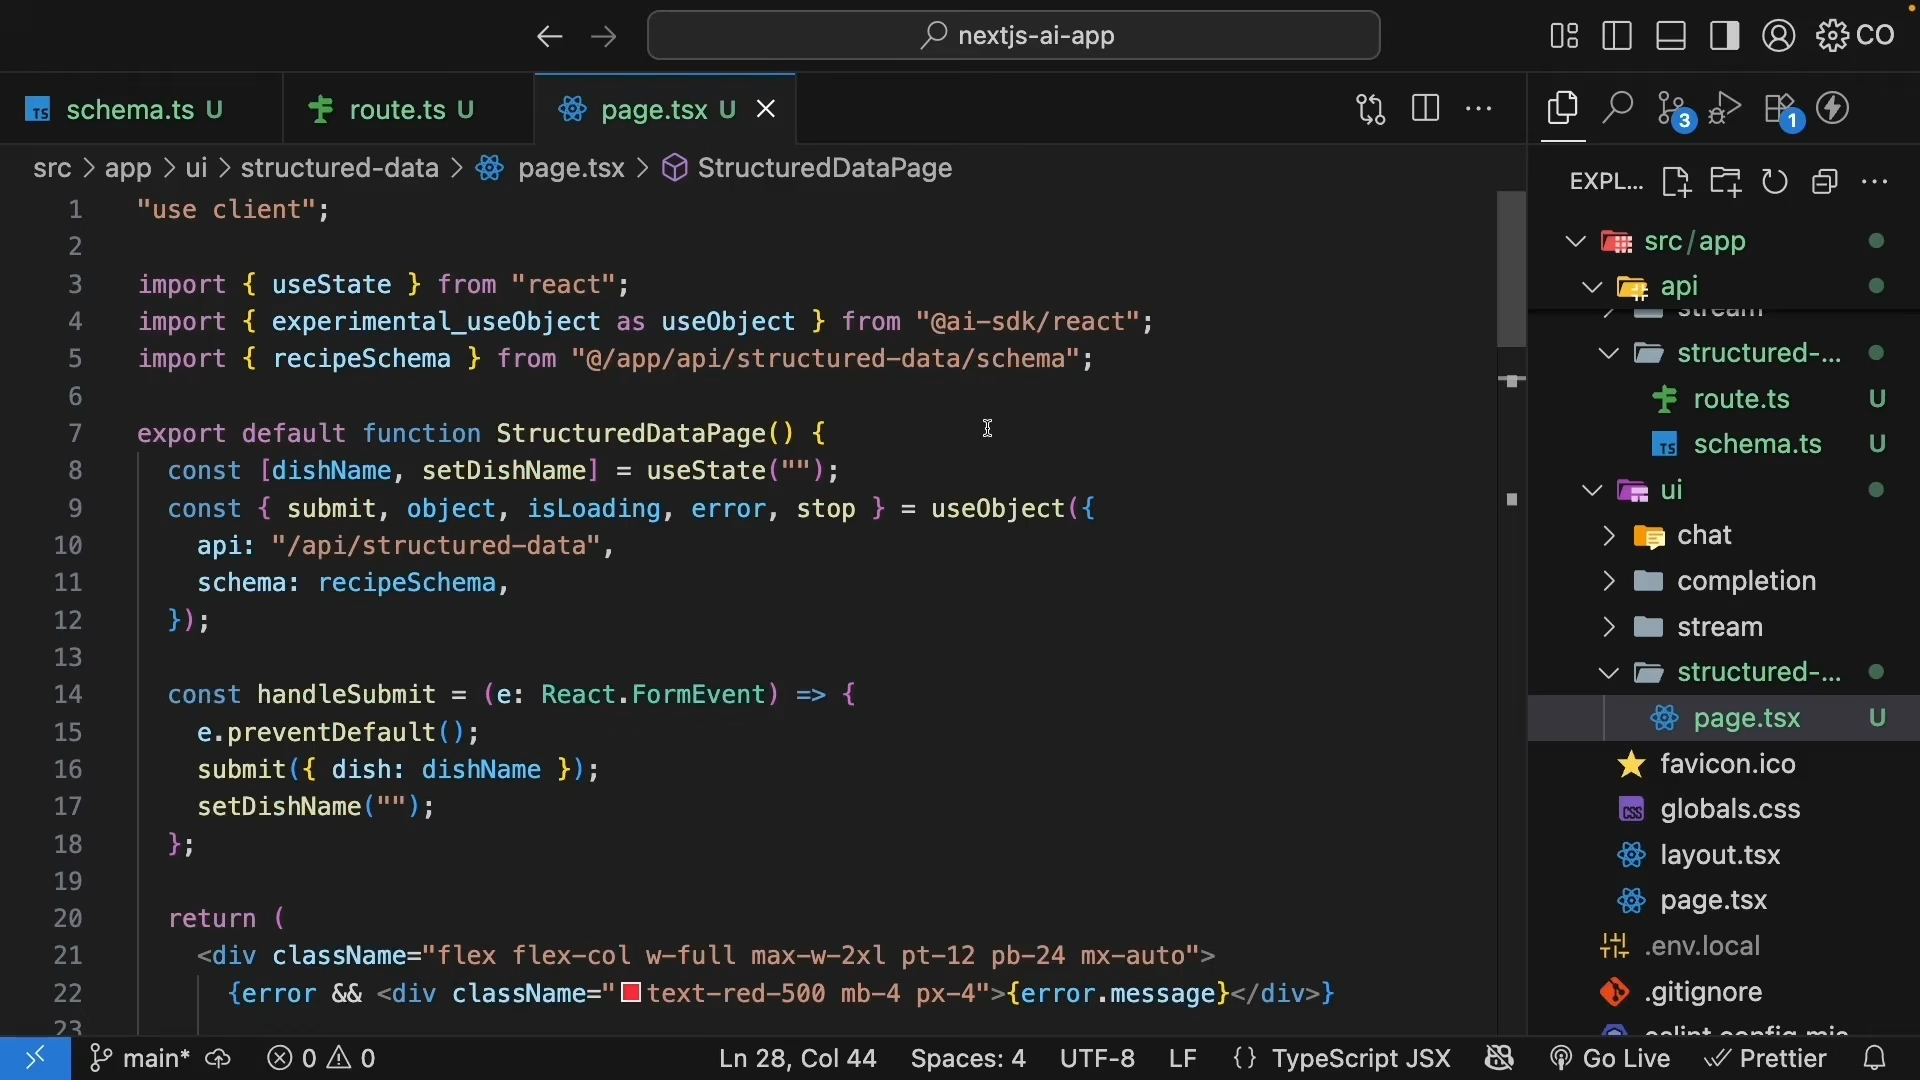 nextjs-ai-app
CO
schema.ts U
route.ts U
page.tsx U
3
1
src > app > ui > structured-data > page.tsx > StructuredDataPage
EXPL...
1 "use client";
2
3 import { useState } from "react";
4 import { experimental_useObject as useObject } from "@ai-sdk/react";
5 import { recipeSchema } from "@/app/api/structured-data/schema";
6
7 export default function StructuredDataPage() {
8 const [dishName, setDishName] = useState("");
9 const { submit, object, isLoading, error, stop } = useObject({
10 api: "/api/structured-data",
11 schema: recipeSchema,
12 });
13
14 const handleSubmit = (e: React.FormEvent) => {
15 e.preventDefault();
16 submit({ dish: dishName });
17 setDishName("");
18 };
19
20 return (
21 <div className="flex flex-col w-full max-w-2xl pt-12 pb-24 mx-auto">
22 {error && <div className="text-red-500 mb-4 px-4">{error.message}</div>}
23
src/app
api
stream
structured-...
route.ts U
schema.ts U
ui
chat
completion
stream
structured-...
page.tsx U
favicon.ico
globals.css
layout.tsx
page.tsx
.env.local
.gitignore
eslint.config.mjs
main* 0 0
Ln 28, Col 44
Spaces: 4
UTF-8
LF
{} TypeScript JSX
Go Live
Prettier